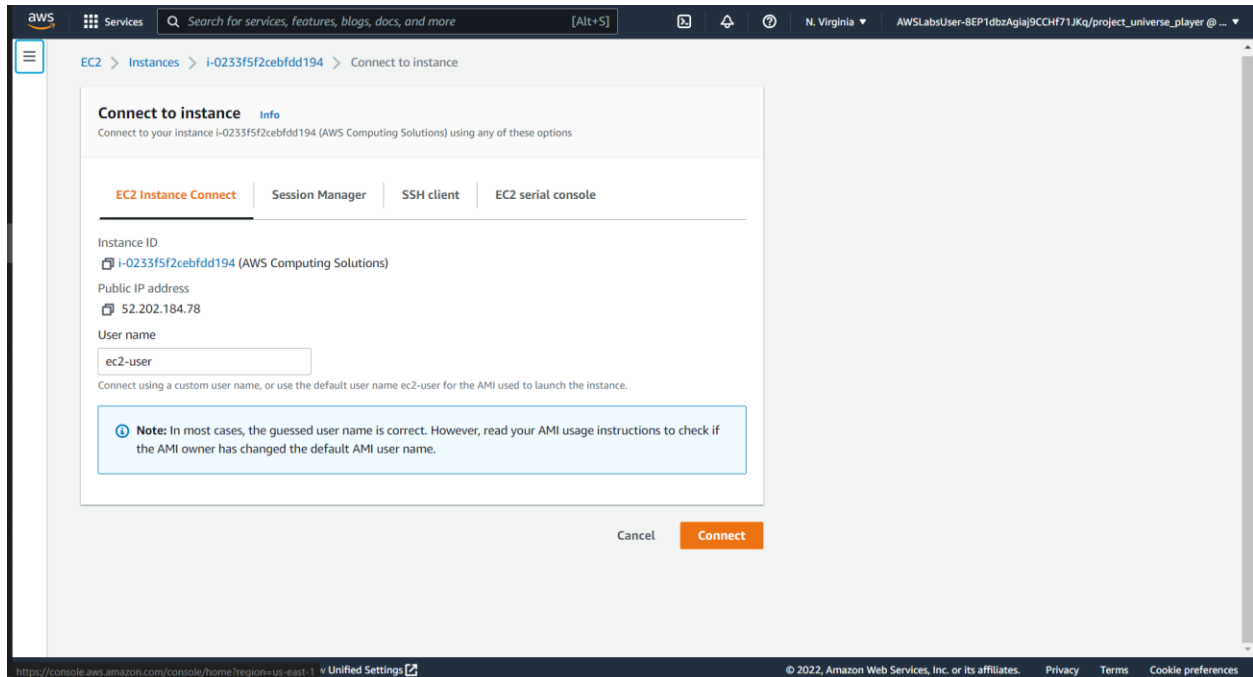 aws
Services
Search for services, features, blogs, docs, and more
[Alt+S]
N. Virginia
AWSLabsUser-8EP1dbzAgiaj9CCHf71JKq/project_universe_player @ ...
EC2 > Instances > i-0233f5f2cebfdd194 > Connect to instance
Connect to instance Info
Connect to your instance i-0233f5f2cebfdd194 (AWS Computing Solutions) using any of these options
EC2 Instance Connect
Session Manager
SSH client
EC2 serial console
Instance ID
i-0233f5f2cebfdd194 (AWS Computing Solutions)
Public IP address
52.202.184.78
User name
ec2-user
Connect using a custom user name, or use the default user name ec2-user for the AMI used to launch the instance.
Note: In most cases, the guessed user name is correct. However, read your AMI usage instructions to check if
the AMI owner has changed the default AMI user name.
Cancel
Connect
https://console.aws.amazon.com/console/home?region=us-east-1
Unified Settings
© 2022, Amazon Web Services, Inc. or its affiliates.
Privacy
Terms
Cookie preferences